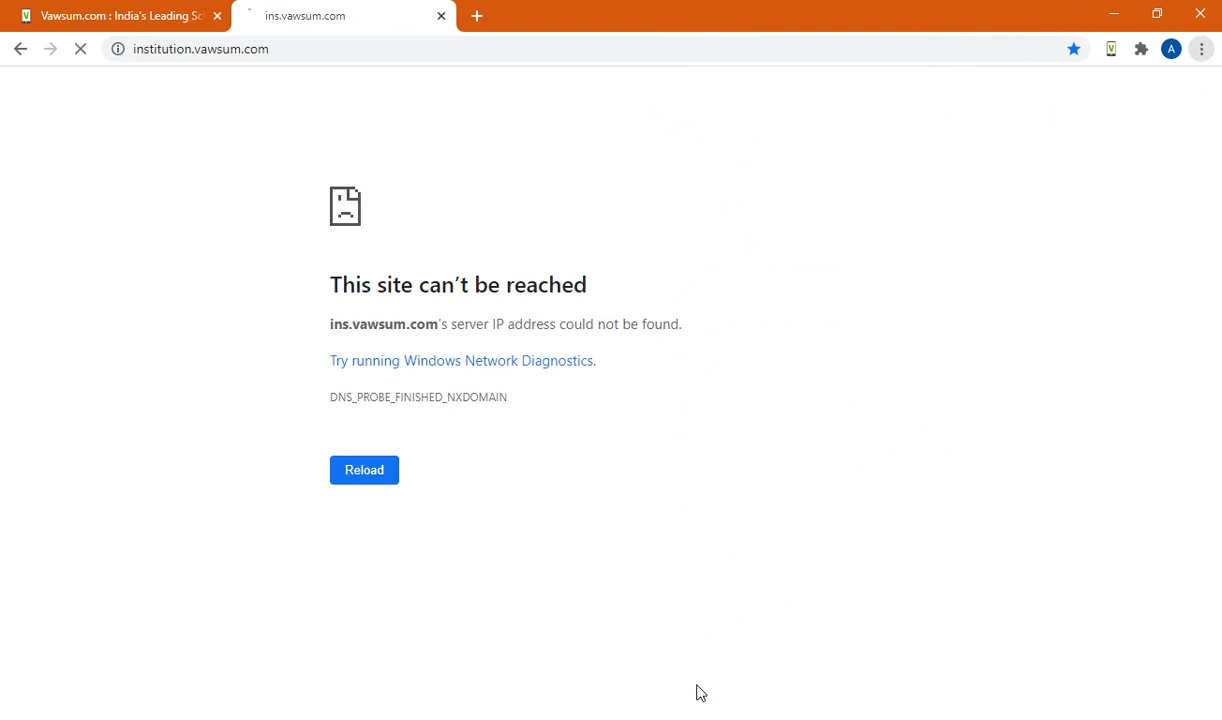 Vawsum.com : India's Leading Sc
ins.vawsum.com
institution.vawsum.com
V
A
This site can't be reached
ins.vawsum.com's server IP address could not be found.
Try running Windows Network Diagnostics.
DNS_PROBE_FINISHED_NXDOMAIN
Reload